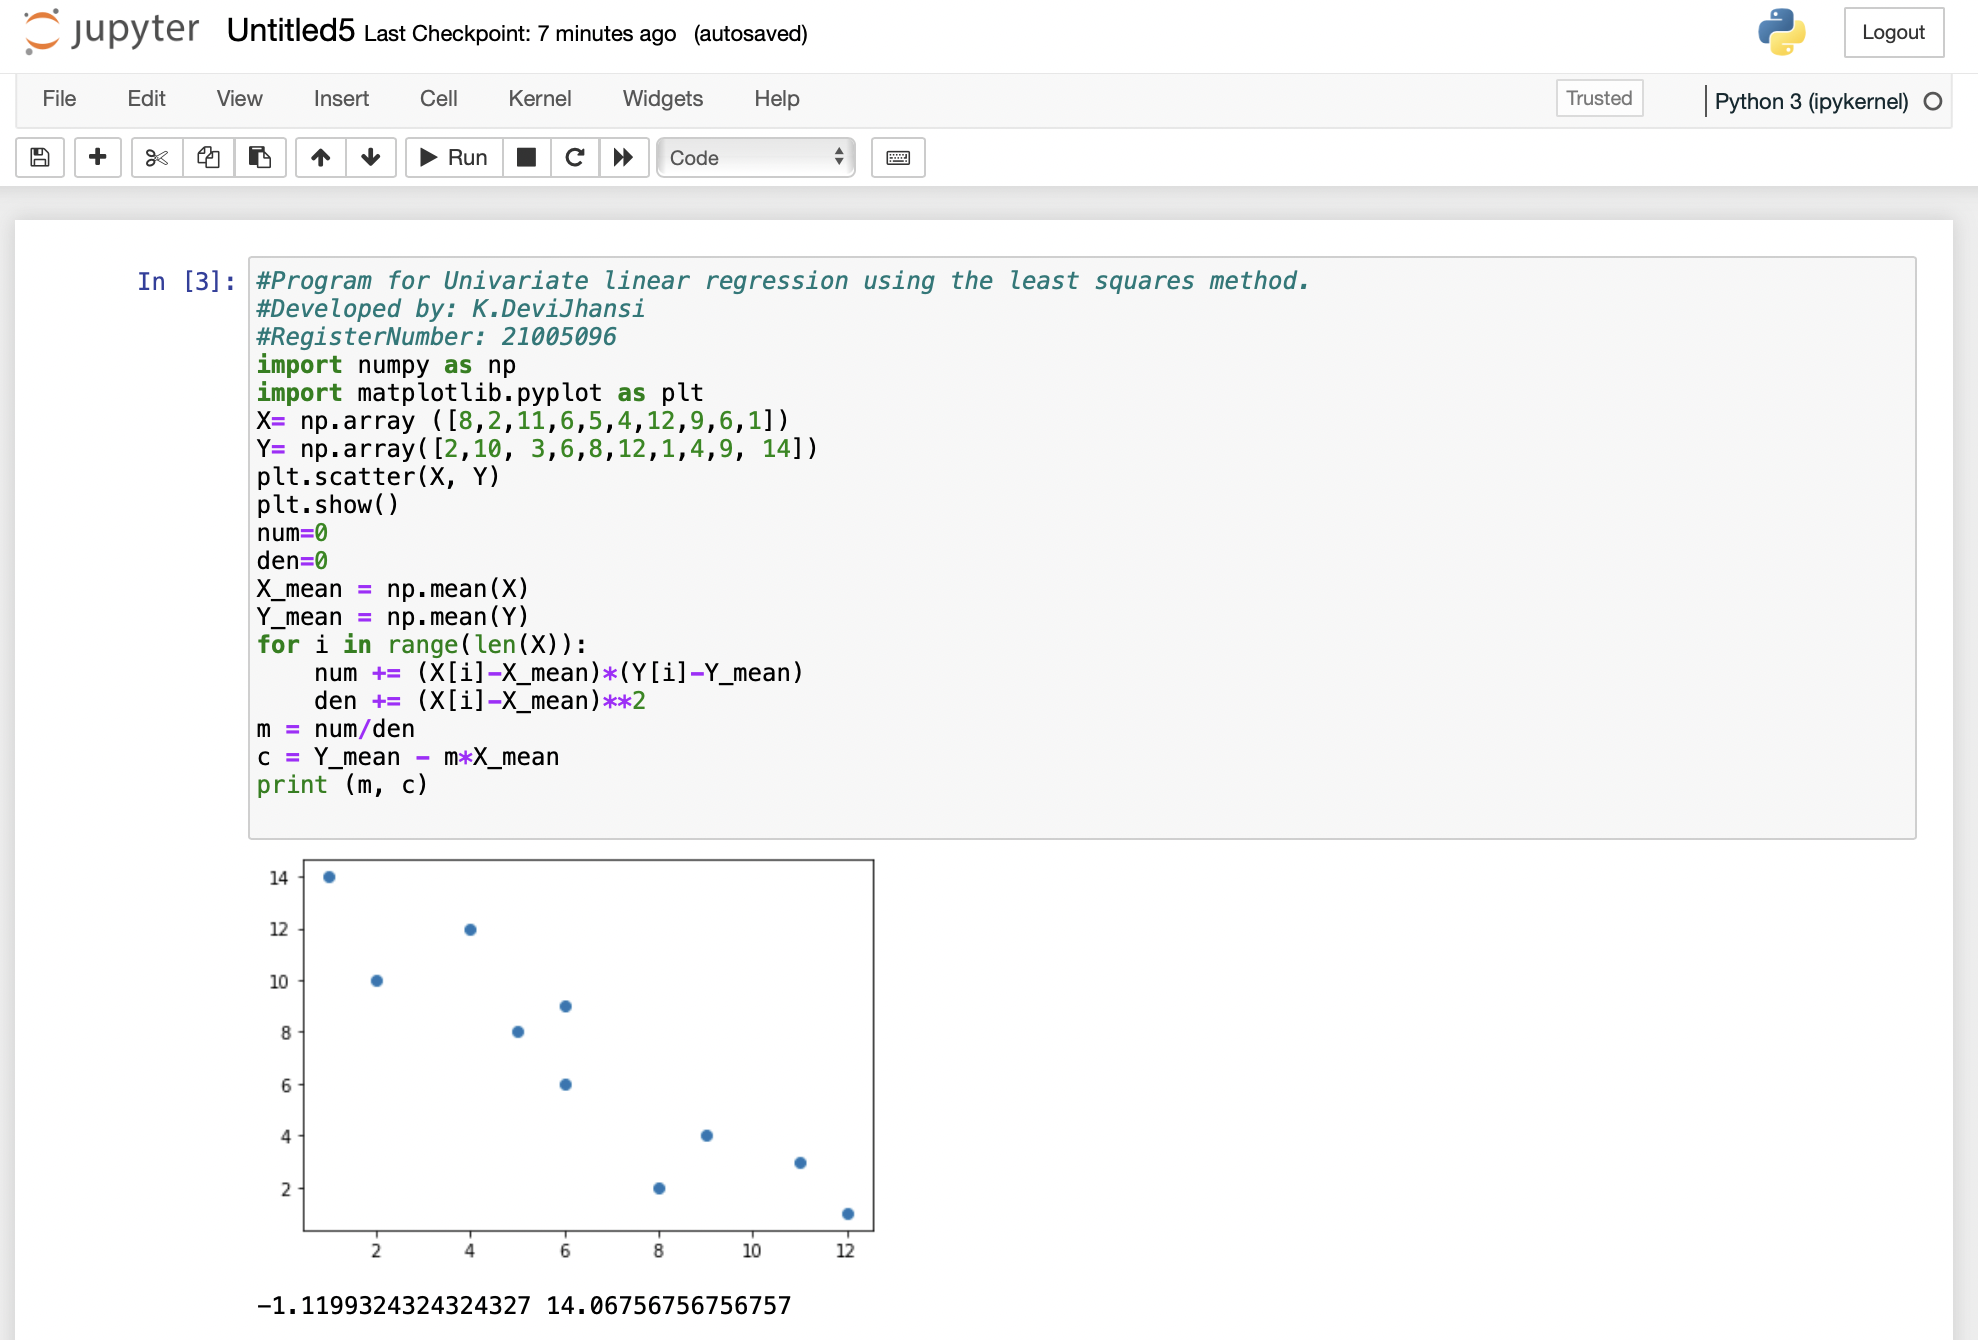 jupyter Untitled5 Last Checkpoint: 7 minutes ago (autosaved)
Logout
File Edit View Insert Cell Kernel Widgets Help
Trusted
Python 3 (ipykernel)
Run
Code
In [3]:
#Program for Univariate linear regression using the least squares method.
#Developed by: K.DeviJhansi
#RegisterNumber: 21005096
import numpy as np
import matplotlib.pyplot as plt
X= np.array ([8,2,11,6,5,4,12,9,6,1])
Y= np.array([2,10, 3,6,8,12,1,4,9, 14])
plt.scatter(X, Y)
plt.show()
num=0
den=0
X_mean = np.mean(X)
Y_mean = np.mean(Y)
for i in range(len(X)):
    num += (X[i]-X_mean)*(Y[i]-Y_mean)
    den += (X[i]-X_mean)**2
m = num/den
c = Y_mean - m*X_mean
print (m, c)
14
12
10
8
6
4
2
2 4 6 8 10 12
-1.1199324324324327 14.06756756756757